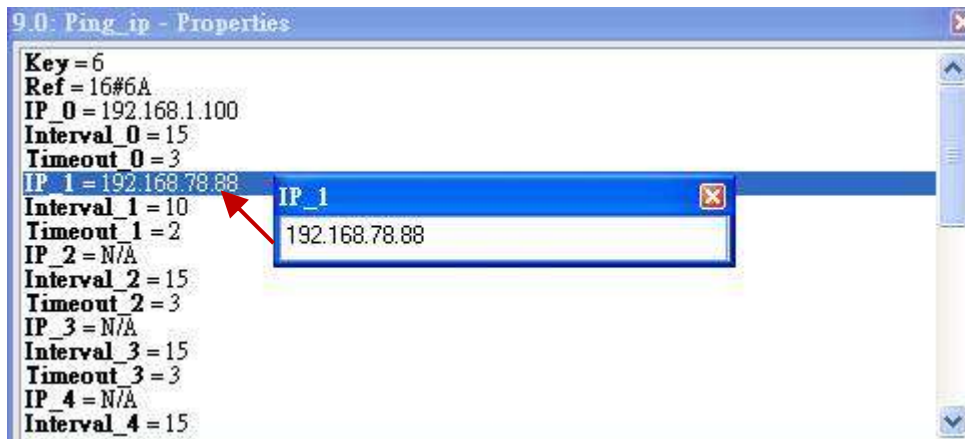 9.0: Ping_ip - Properties
Key = 6
Ref = 16#6A
IP_0 = 192.168.1.100
Interval_0 = 15
Timeout_0 = 3
IP_1 = 192.168.78.88
Interval_1 = 10
Timeout_1 = 2
IP_2 = N/A
Interval_2 = 15
Timeout_2 = 3
IP_3 = N/A
Interval_3 = 15
Timeout_3 = 3
IP_4 = N/A
Interval_4 = 15
IP_1
192.168.78.88